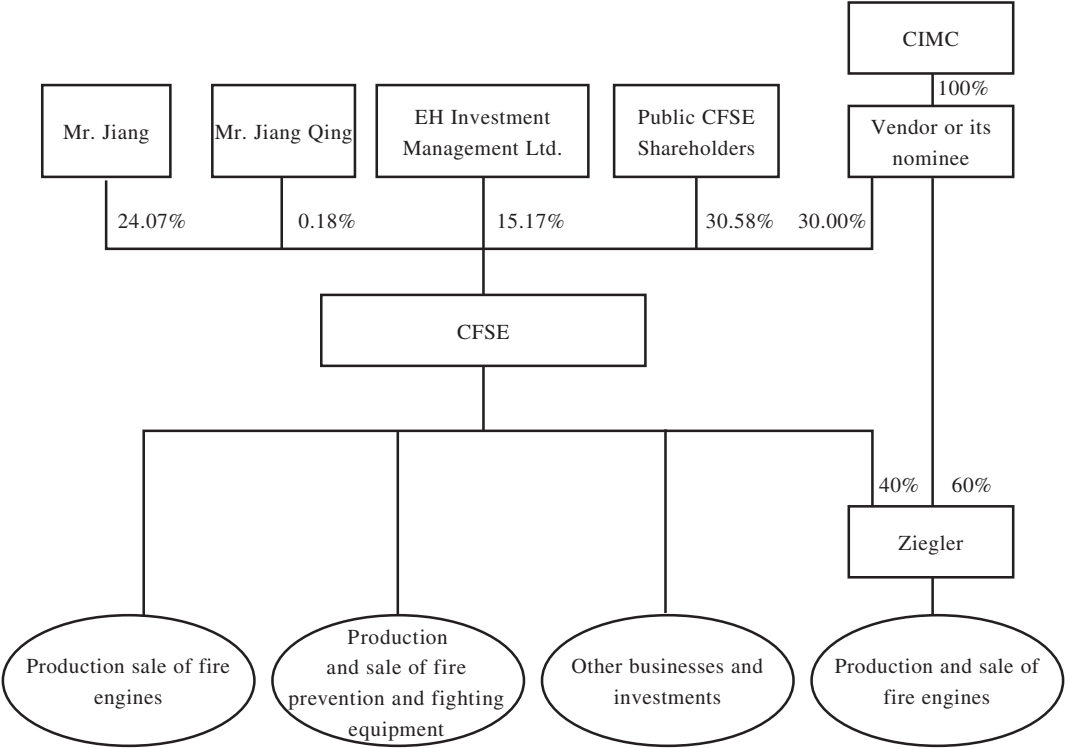 CIMC
100%
Mr. Jiang
Mr. Jiang Qing
EH Investment
Management Ltd.
Public CFSE
Shareholders
Vendor or its
nominee
24.07%
0.18%
15.17%
30.58%
30.00%
CFSE
40%
60%
Ziegler
Production sale of fire
engines
Production
and sale of fire
prevention and fighting
equipment
Other businesses and
investments
Production and sale of
fire engines